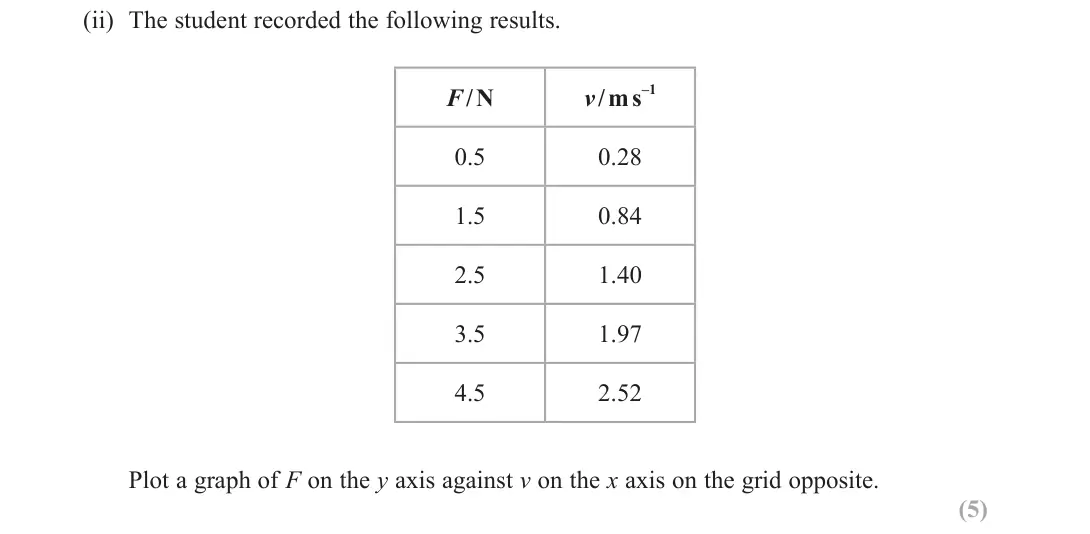 (ii) The student recorded the following results.
F/N v/m s⁻¹
0.5 0.28
1.5 0.84
2.5 1.40
3.5 1.97
4.5 2.52
Plot a graph of F on the y axis against v on the x axis on the grid opposite.
(5)